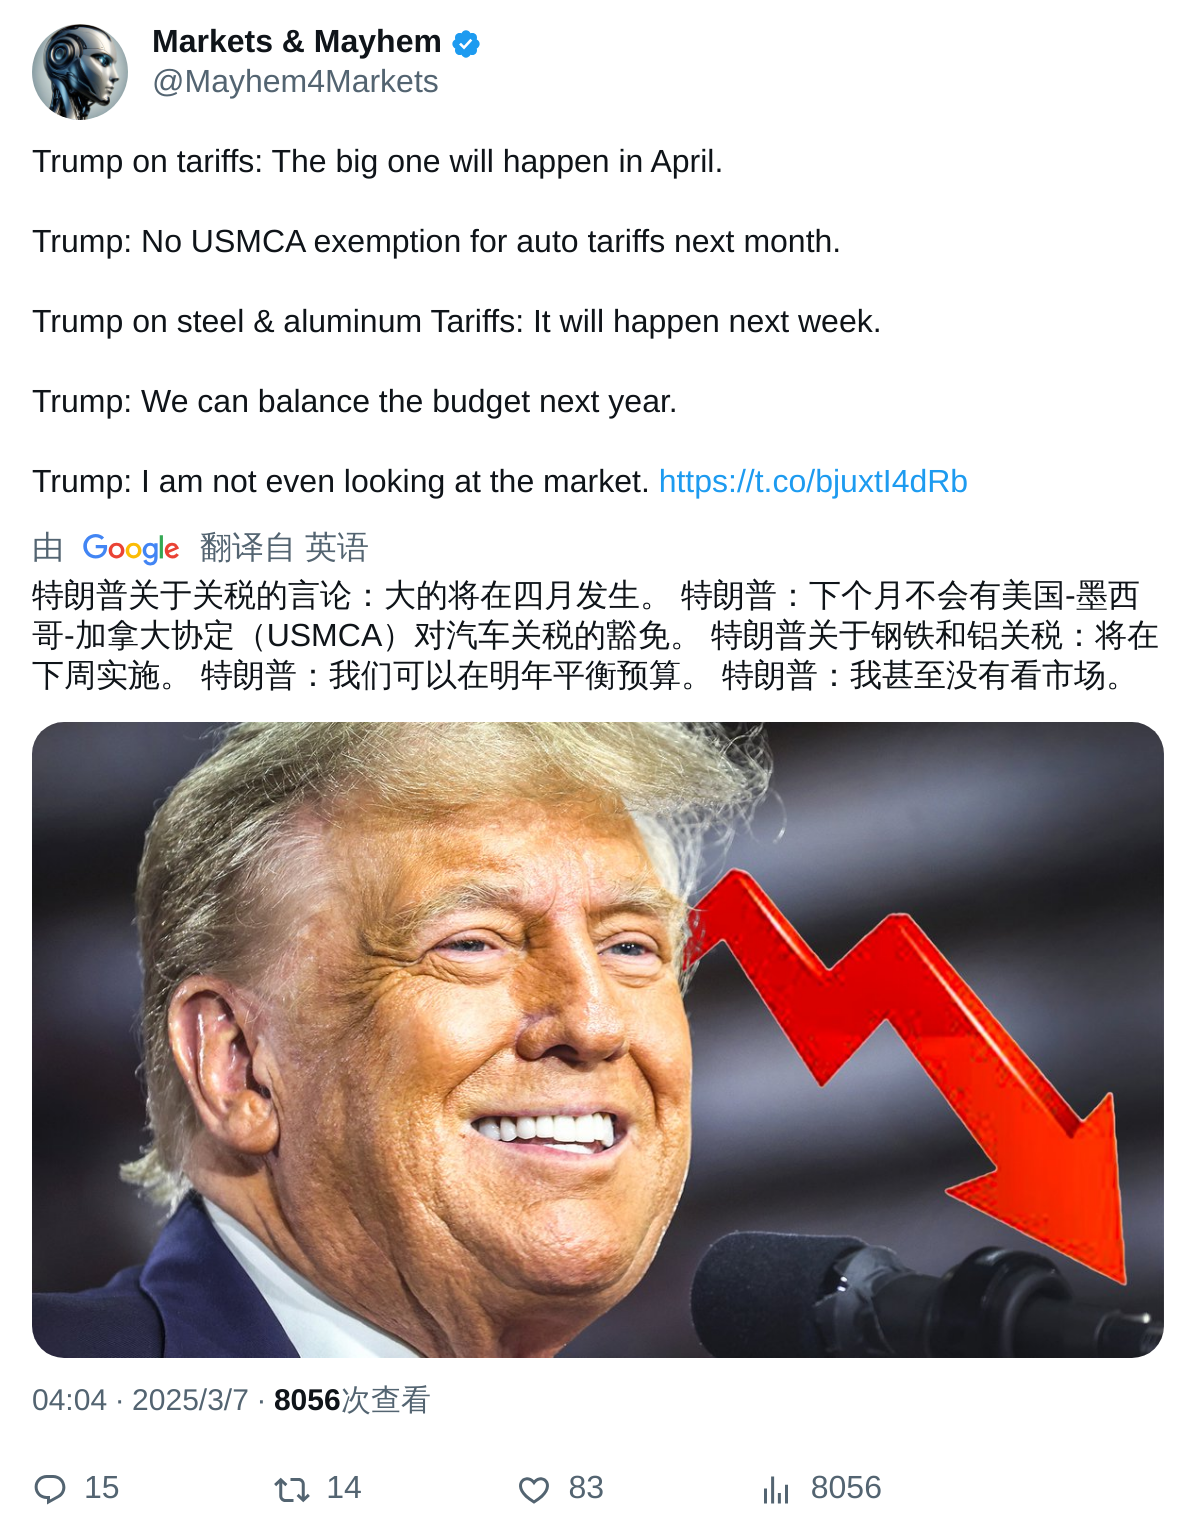 Markets & Mayhem
@Mayhem4Markets
Trump on tariffs: The big one will happen in April.
Trump: No USMCA exemption for auto tariffs next month.
Trump on steel & aluminum Tariffs: It will happen next week.
Trump: We can balance the budget next year.
Trump: I am not even looking at the market. https://t.co/bjuxtI4dRb
由 Google 翻译自 英语
特朗普关于关税的言论：大的将在四月发生。 特朗普：下个月不会有美国-墨西
哥-加拿大协定（USMCA）对汽车关税的豁免。 特朗普关于钢铁和铝关税：将在
下周实施。 特朗普：我们可以在明年平衡预算。 特朗普：我甚至没有看市场。
04:04 · 2025/3/7 · 8056次查看
15 14 83 8056